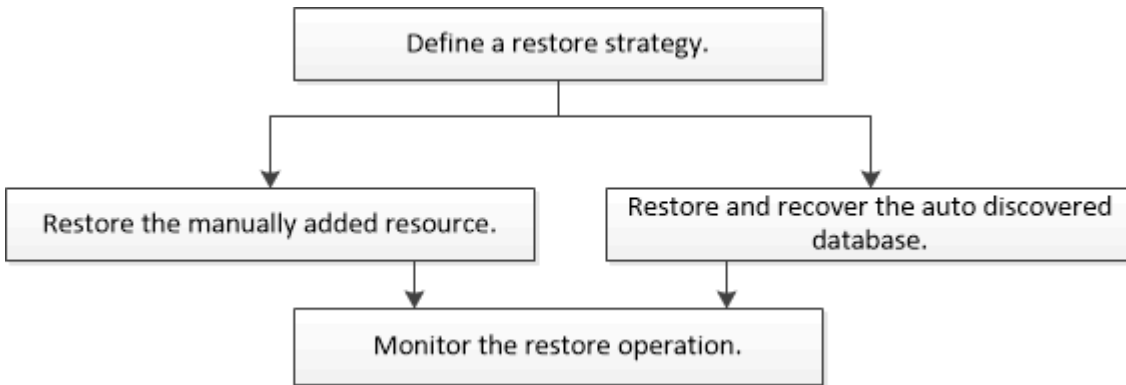 Define a restore strategy.
Restore the manually added resource.
Restore and recover the auto discovered
database.
Monitor the restore operation.